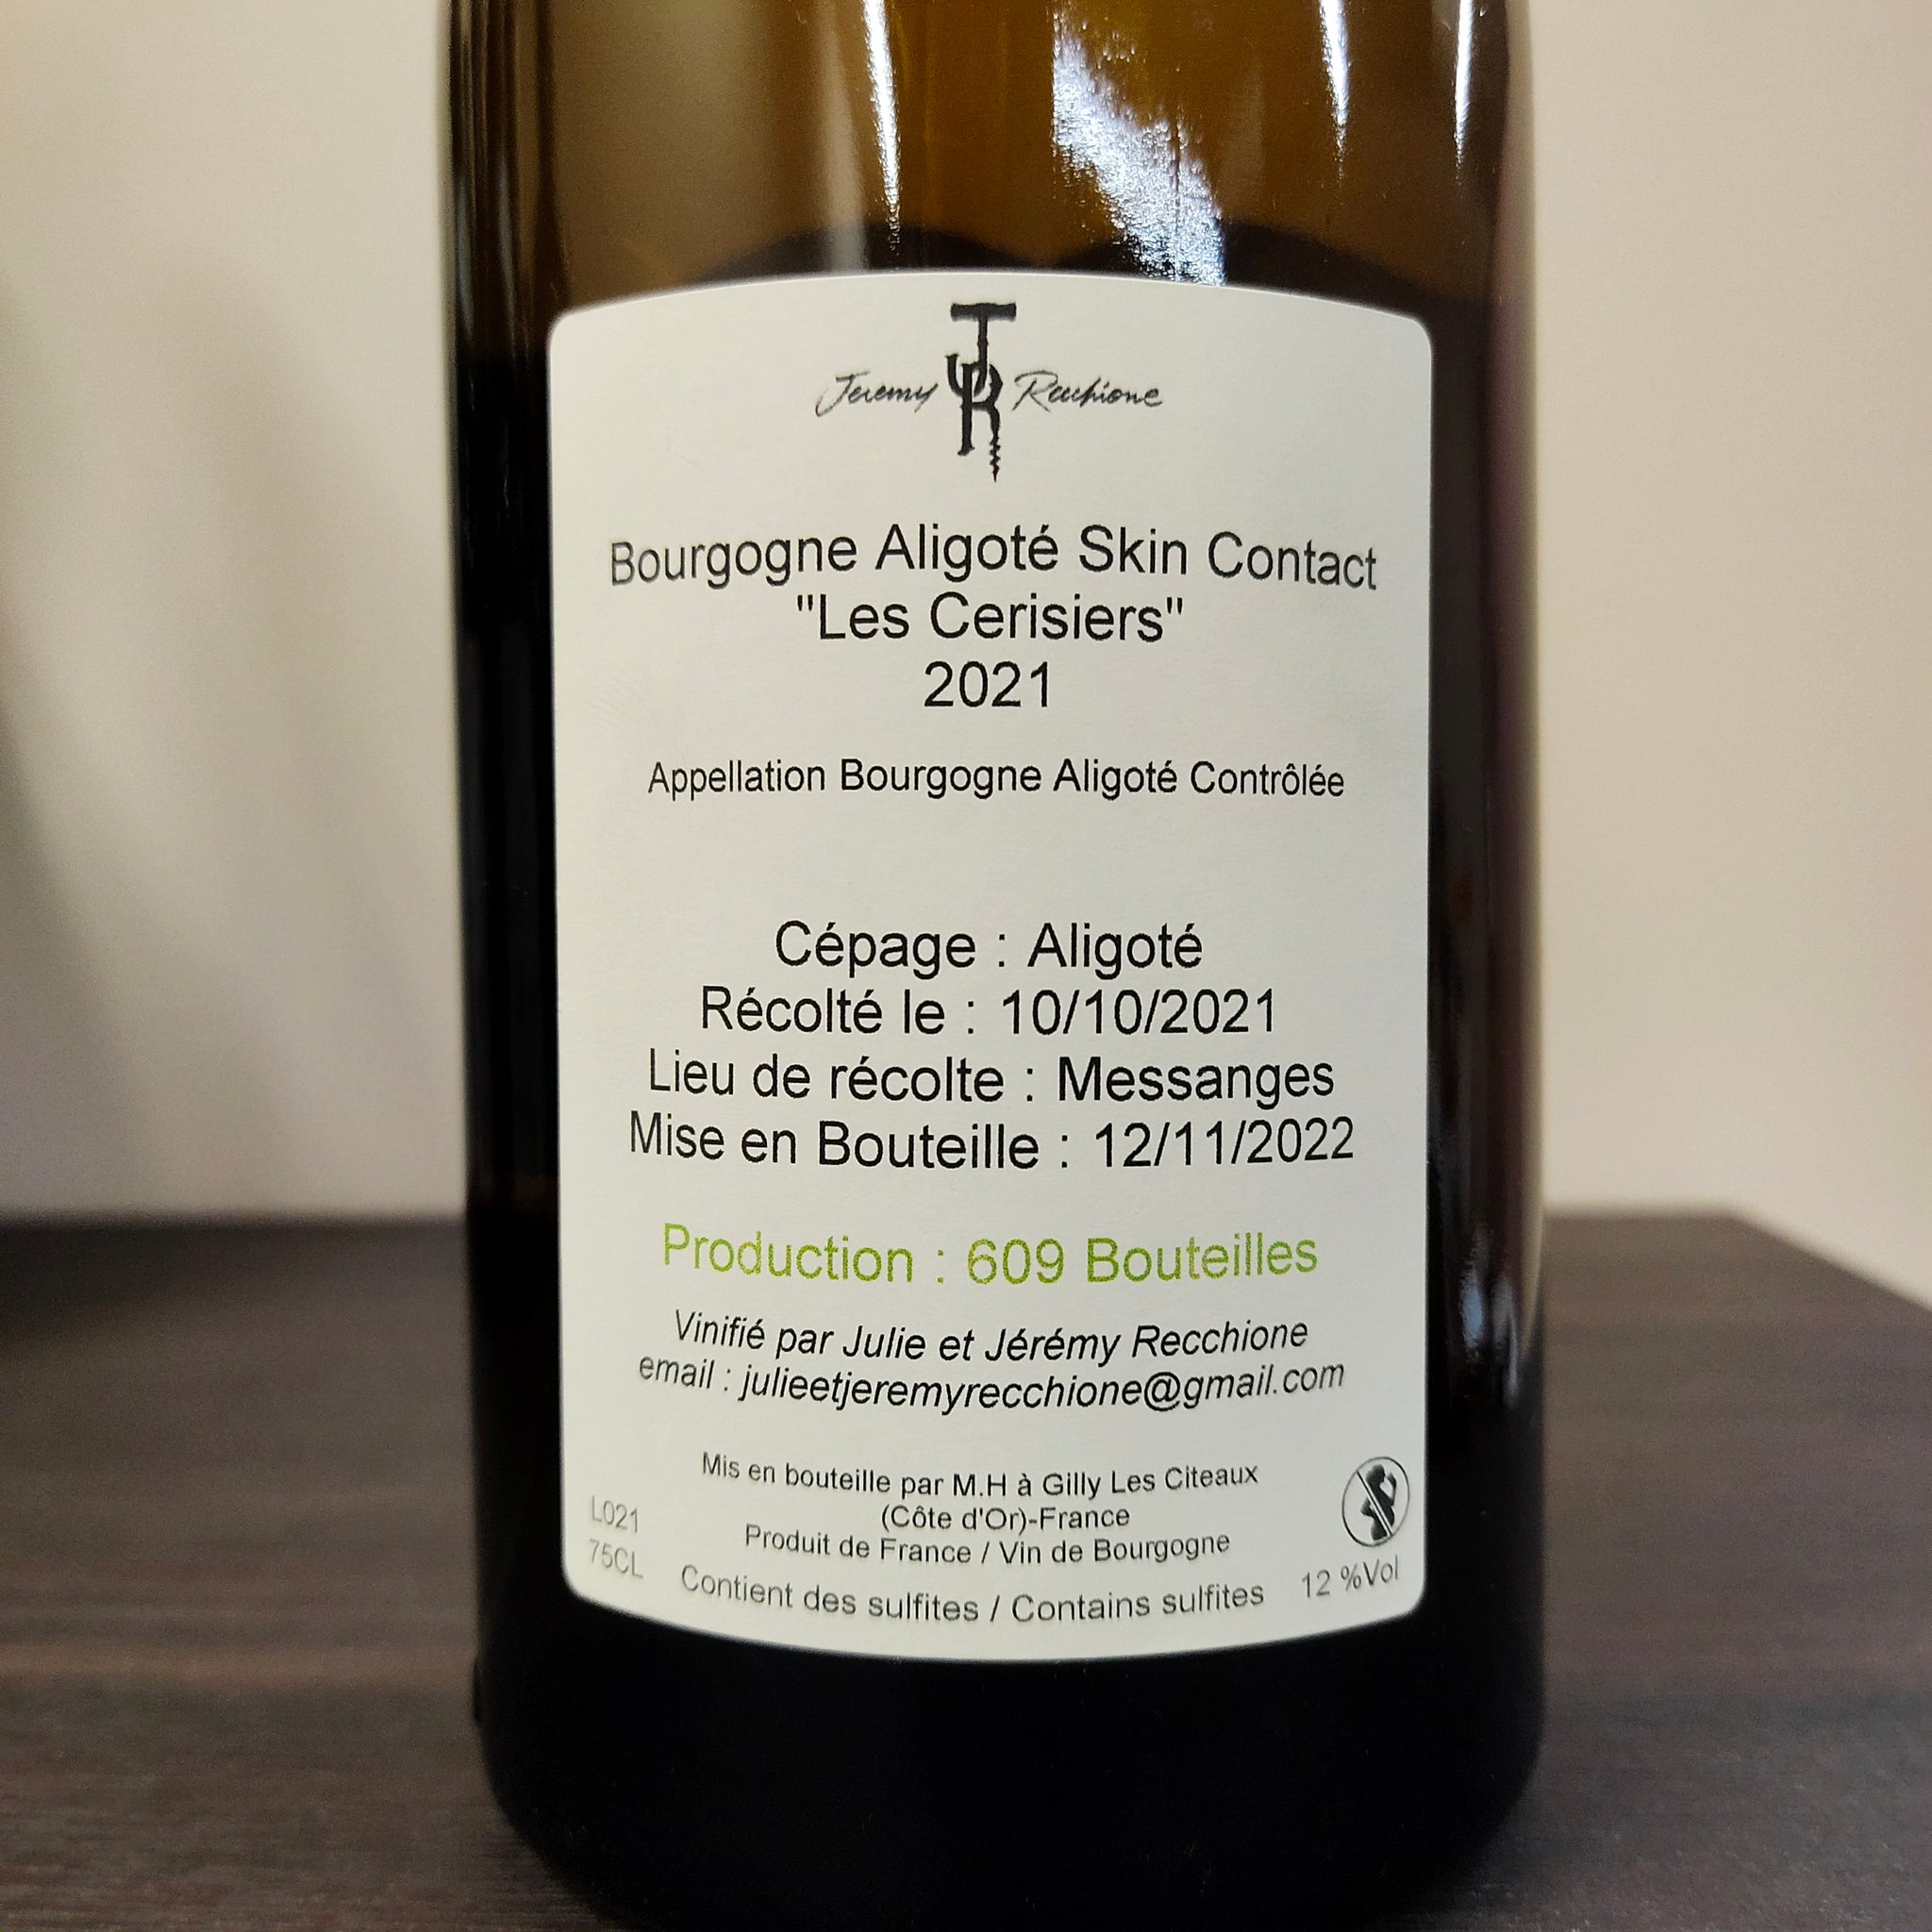 Jeremy JR Recchione
Bourgogne Aligoté Skin Contact
"Les Cerisiers"
2021
Appellation Bourgogne Aligoté Contrôlée
Cépage : Aligoté
Récolté le : 10/10/2021
Lieu de récolte : Messanges
Mise en Bouteille : 12/11/2022
Production : 609 Bouteilles
Vinifié par Julie et Jérémy Recchione
email : julieetjeremyrecchione@gmail.com
Mis en bouteille par M.H à Gilly Les Citeaux
(Côte d'Or)-France
Produit de France / Vin de Bourgogne
L021
75CL
Contient des sulfites / Contains sulfites
12 %Vol